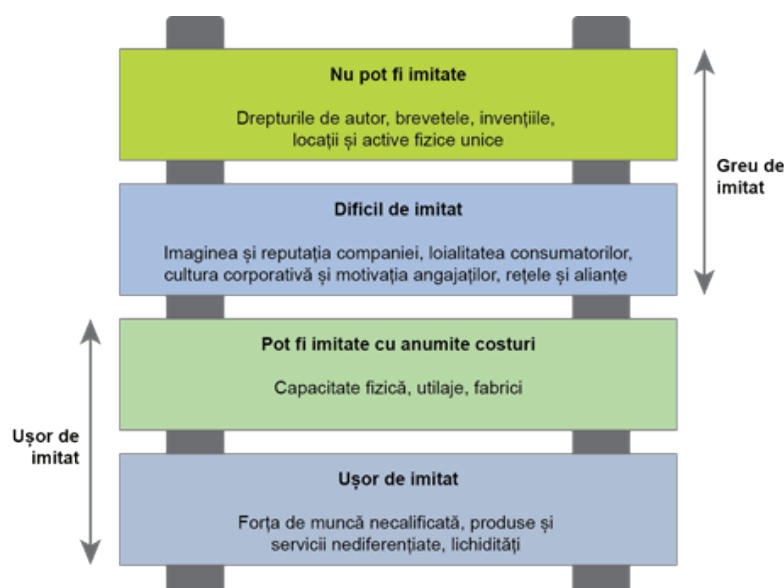 Nu pot fi imitate
Drepturile de autor, brevetele, invențiile,
locații și active fizice unice
Greu de
imitat
Dificil de imitat
Imaginea și reputația companiei, loialitatea consumatorilor,
cultura corporativă și motivația angajaților, rețele și alianțe
Pot fi imitate cu anumite costuri
Capacitate fizică, utilaje, fabrici
Ușor de
imitat
Ușor de imitat
Forța de muncă necalificată, produse și
servicii nediferențiate, lichidități